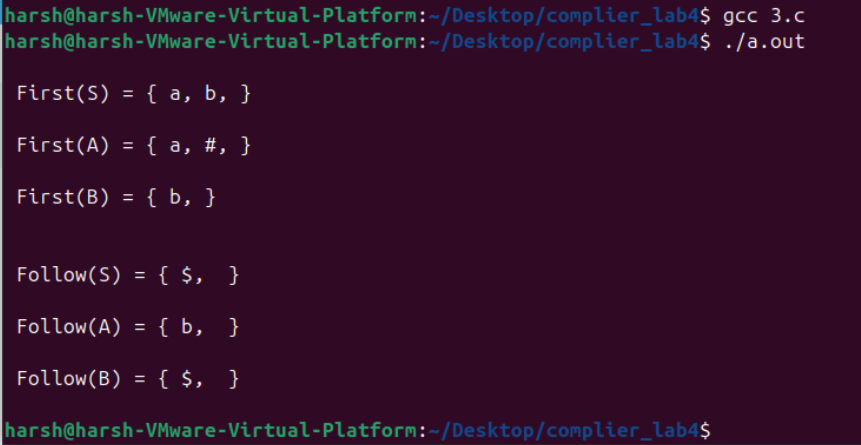 harsh@harsh-VMware-Virtual-Platform:~/Desktop/complier_lab4$ gcc 3.c
harsh@harsh-VMware-Virtual-Platform:~/Desktop/complier_lab4$ ./a.out
First(S) = { a, b, }
First(A) = { a, #, }
First(B) = { b, }
Follow(S) = { $,  }
Follow(A) = { b,  }
Follow(B) = { $,  }
harsh@harsh-VMware-Virtual-Platform:~/Desktop/complier_lab4$